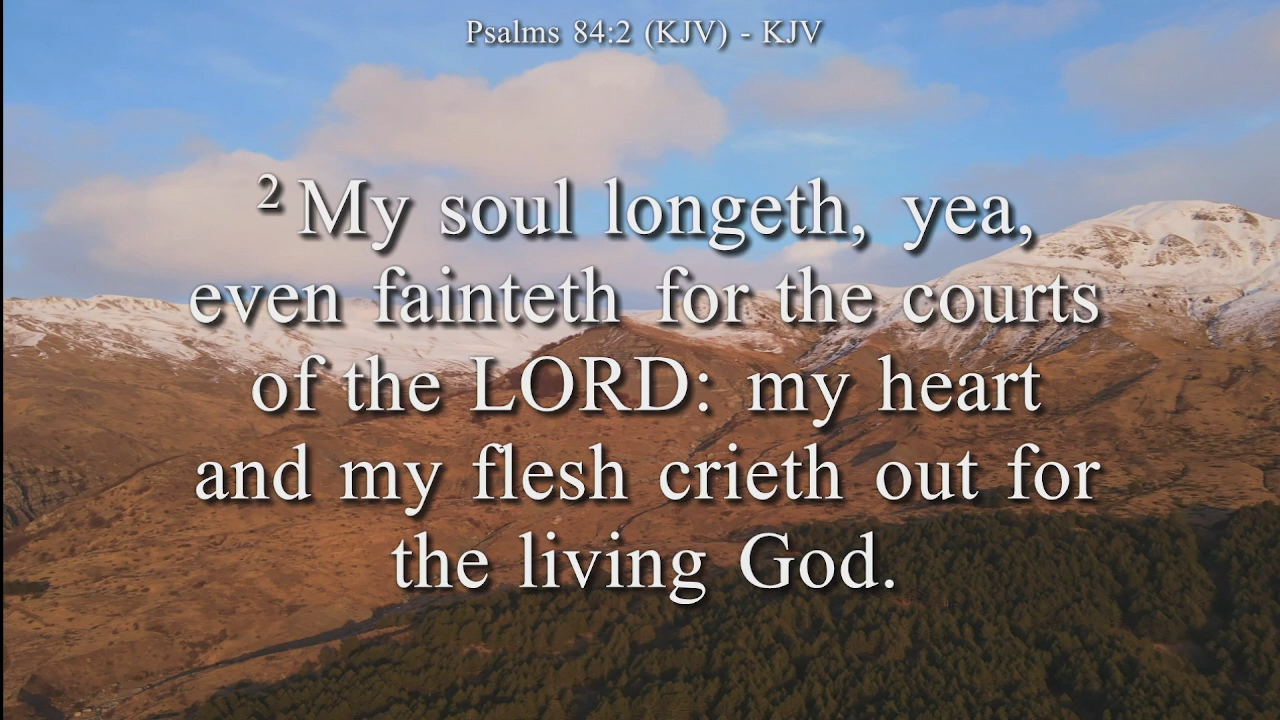 Psalms 84:2 (KJV) - KJV
2 My soul longeth, yea,
even fainteth for the courts
of the LORD: my heart
and my flesh crieth out for
the living God.